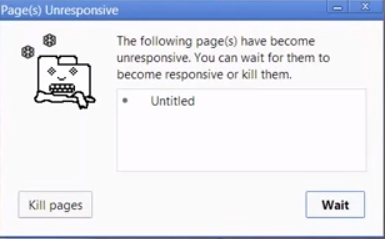 Page(s) Unresponsive
The following page(s) have become
unresponsive. You can wait for them to
become responsive or kill them.
Untitled
Kill pages
Wait